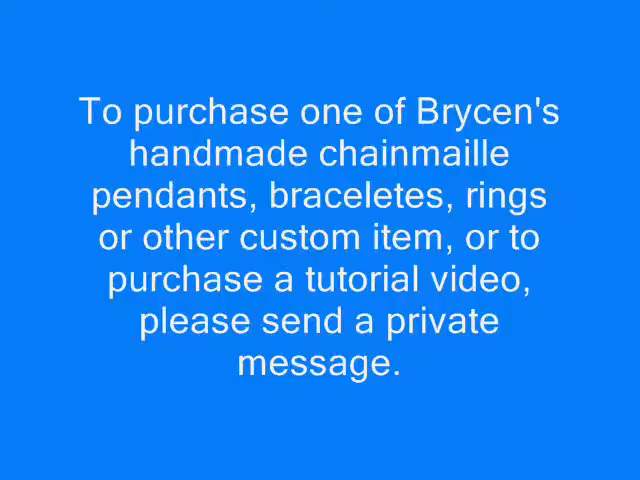 To purchase one of Brycen's
handmade chainmaille
pendants, braceletes, rings
or other custom item, or to
purchase a tutorial video,
please send a private
message.